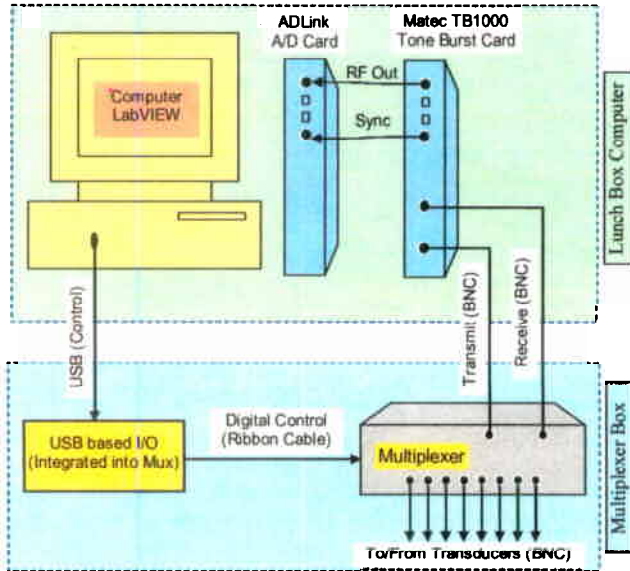 ADLink
A/D Card
Matec TB1000
Tone Burst Card
RF Out
Sync
Computer
LabVIEW
Lunch Box Computer
USB (Control)
Transmit (BNC)
Receive (BNC)
Digital Control
(Ribbon Cable)
USB based I/O
(Integrated into Mux)
Multiplexer
Multiplexer Box
To/From Transducers (BNC)